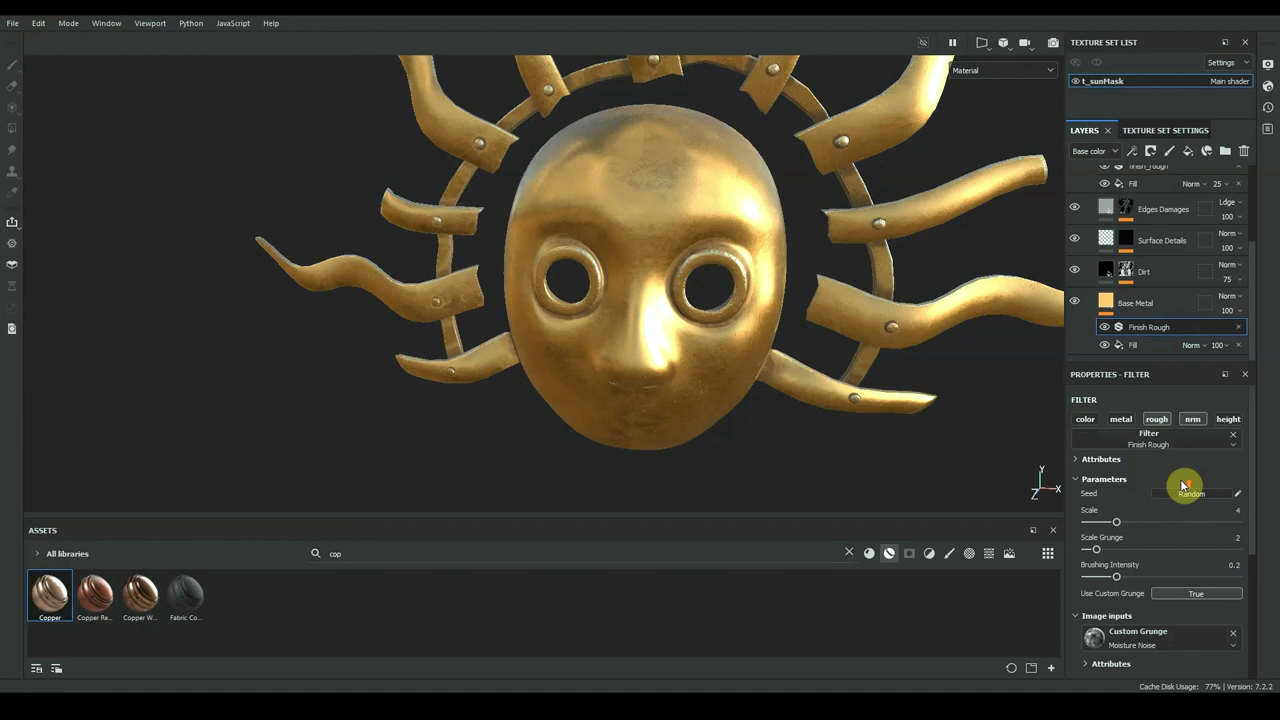 File Edit Mode Window Viewport Python JavaScript Help
Material
TEXTURE SET LIST
Settings
t_sunMask Main shader
LAYERS TEXTURE SET SETTINGS
Base color
finish_rough
Fill Norm 25
Edges Damages Ldge 100
Surface Details Norm 100
Dirt Norm 75
Base Metal Norm 100
Finish Rough
Fill Norm 100
PROPERTIES - FILTER
FILTER
color metal rough nrm height
Filter
Finish Rough
Attributes
Parameters
Seed Random
Scale 4
Scale Grunge 2
Brushing Intensity 0.2
Use Custom Grunge True
Image inputs
Custom Grunge
Moisture Noise
Attributes
Y
X
Z
ASSETS
All libraries cop
Copper Copper Re... Copper W... Fabric Co...
Cache Disk Usage: 77% | Version: 7.2.2